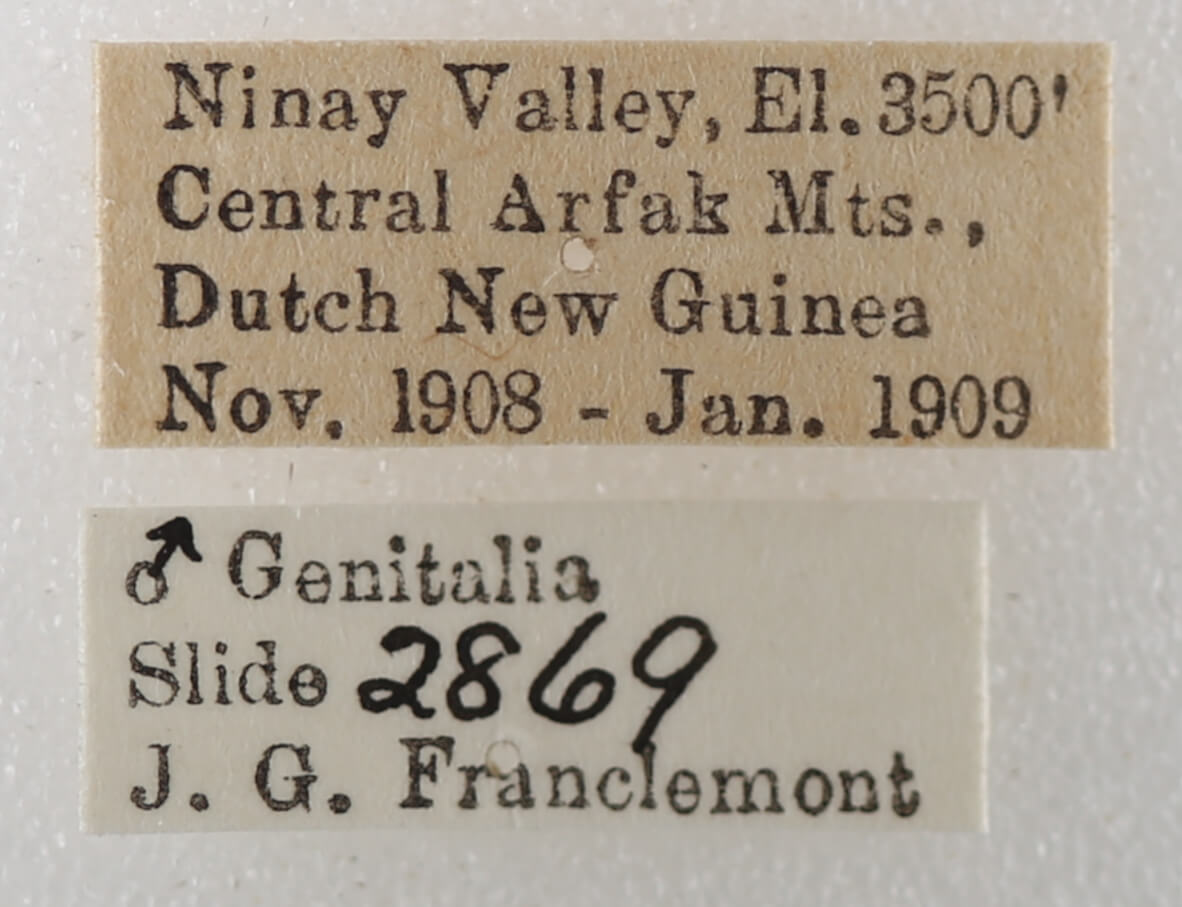 Ninay Valley, El. 3500'
Central Arfak Mts.,
Dutch New Guinea
Nov. 1908 - Jan. 1909
♂ Genitalia
Slide 2869
J. G. Franclemont